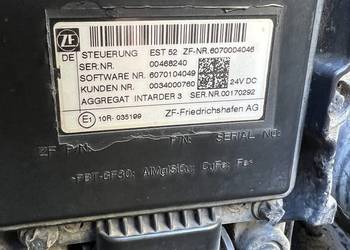 ZF
DE STEUERUNG EST 52 ZF-NR.6070004046
SER.NR. 00468240
SOFTWARE NR 6070104049
KUNDEN NR 0034000760 24V DC
AGGREGAT INTARDER 3 SER.NR 00170292
E1 10R-035199 ZF-Friedrichshafen AG
ZF P/N: P/N: SERIAL NO: